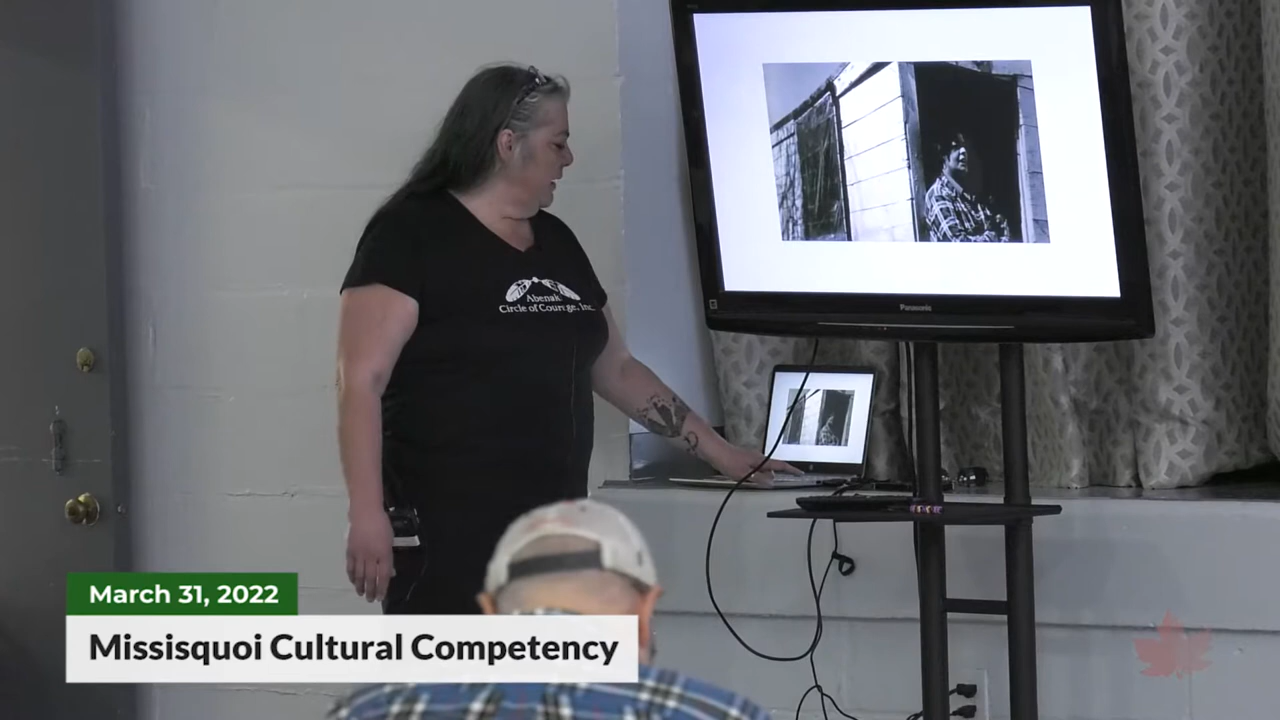 Abenaki
Circle of Courage, Inc.
Panasonic
March 31, 2022
Missisquoi Cultural Competency